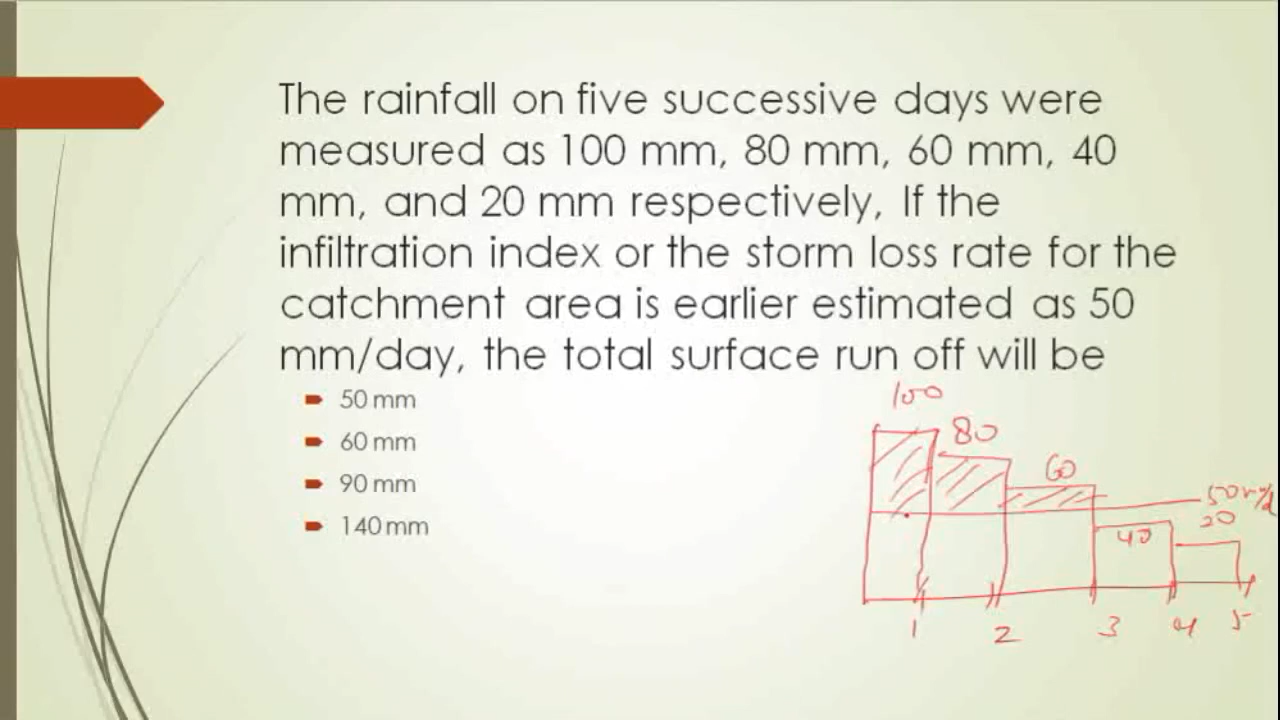 The rainfall on five successive days were
measured as 100 mm, 80 mm, 60 mm, 40
mm, and 20 mm respectively, If the
infiltration index or the storm loss rate for the
catchment area is earlier estimated as 50
mm/day, the total surface run off will be
50 mm
60 mm
90 mm
140 mm
100
80
60
50
20
40
1
2
3
4
5